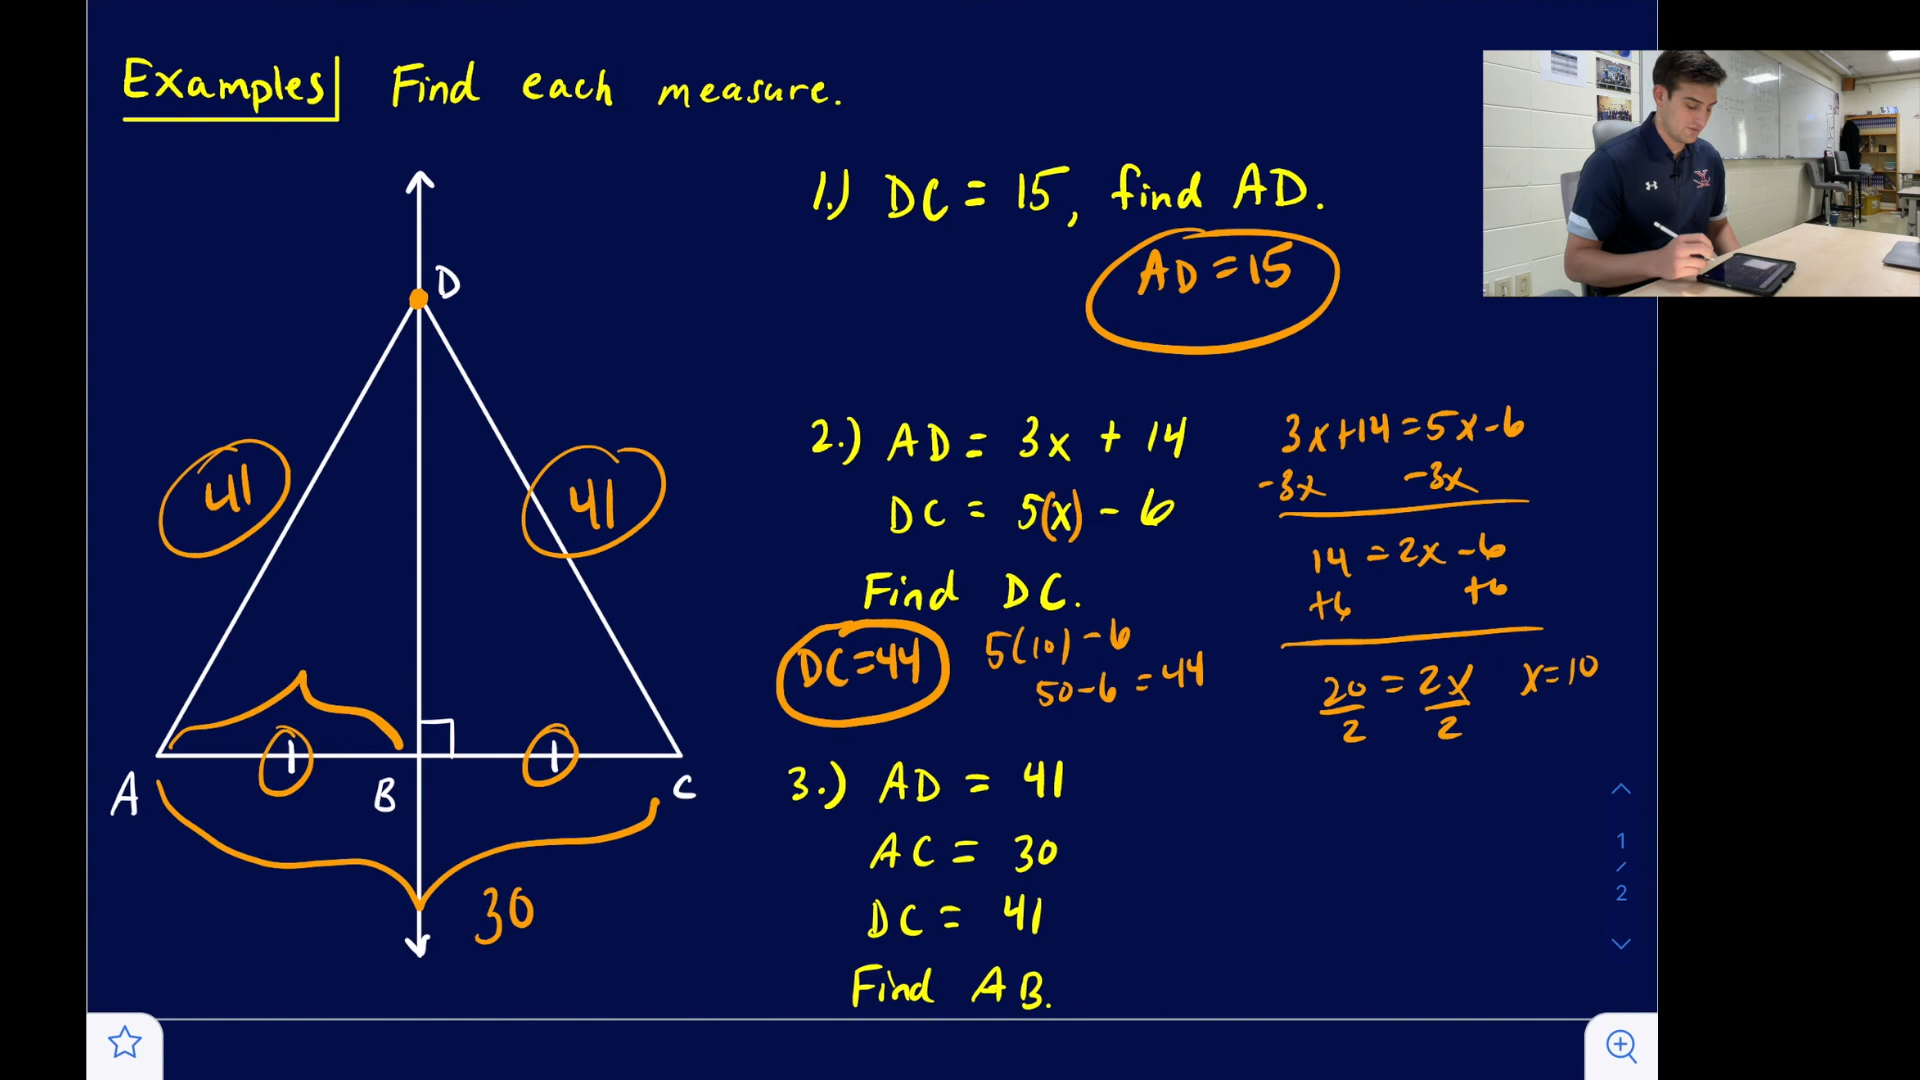 Examples Find each measure.
1.) DC = 15, find AD.
AD = 15
D
41
41
A
B
C
30
2.) AD = 3x + 14
DC = 5(x) - 6
Find DC.
DC = 44
5(10) - 6
50 - 6 = 44
3x + 14 = 5x - 6
-3x -3x
14 = 2x - 6
+6 +6
20 = 2x x = 10
2 2
3.) AD = 41
AC = 30
DC = 41
Find AB.
1
/
2